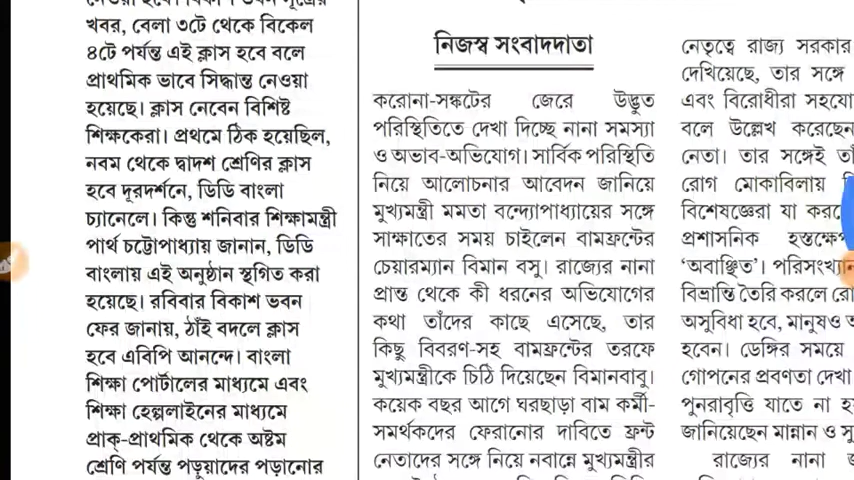 খবর, বেলা ৩টে থেকে বিকেল
৪টে পর্যন্ত এই ক্লাস হবে বলে
প্রাথমিক ভাবে সিদ্ধান্ত নেওয়া
হয়েছে। ক্লাস নেবেন বিশিষ্ট
শিক্ষকেরা। প্রথমে ঠিক হয়েছিল,
নবম থেকে দ্বাদশ শ্রেণির ক্লাস
হবে দূরদর্শনে, ডিডি বাংলা
চ্যানেলে। কিন্তু শনিবার শিক্ষামন্ত্রী
পার্থ চট্টোপাধ্যায় জানান, ডিডি
বাংলায় এই অনুষ্ঠান স্থগিত করা
হয়েছে। রবিবার বিকাশ ভবন
ফের জানায়, ঠাঁই বদলে ক্লাস
হবে এবিপি আনন্দে। বাংলা
শিক্ষা পোর্টালের মাধ্যমে এবং
শিক্ষা হেল্পলাইনের মাধ্যমে
প্রাক্-প্রাথমিক থেকে অষ্টম
শ্রেণি পর্যন্ত পড়ুয়াদের পড়ানোর
নিজস্ব সংবাদদাতা
করোনা-সঙ্কটের জেরে উদ্ভুত
পরিস্থিতিতে দেখা দিচ্ছে নানা সমস্যা
ও অভাব-অভিযোগ। সার্বিক পরিস্থিতি
নিয়ে আলোচনার আবেদন জানিয়ে
মুখ্যমন্ত্রী মমতা বন্দ্যোপাধ্যায়ের সঙ্গে
সাক্ষাতের সময় চাইলেন বামফ্রন্টের
চেয়ারম্যান বিমান বসু। রাজ্যের নানা
প্রান্ত থেকে কী ধরনের অভিযোগের
কথা তাঁদের কাছে এসেছে, তার
কিছু বিবরণ-সহ বামফ্রন্টের তরফে
মুখ্যমন্ত্রীকে চিঠি দিয়েছেন বিমানবাবু।
কয়েক বছর আগে ঘরছাড়া বাম কর্মী-
সমর্থকদের ফেরানোর দাবিতে ফ্রন্ট
নেতাদের সঙ্গে নিয়ে নবান্নে মুখ্যমন্ত্রীর
নেতৃত্বে রাজ্য সরকার
দেখিয়েছে, তার সঙ্গে
এবং বিরোধীরা
বলে উল্লেখ করেছেন
নেতা। তার সঙ্গেই
রোগ মোকাবিলায়
বিশেষজ্ঞেরা যা
প্রশাসনিক
‘অবাঞ্ছিত’।
বিভ্রান্তি তৈরি করলে
অসুবিধা হবে, মানুষও
হবেন। ডেঙ্গির সময়ে
গোপনের প্রবণতা দেখা
পুনরাবৃত্তি যাতে না
জানিয়েছেন মান্নান ও
রাজ্যের নানা